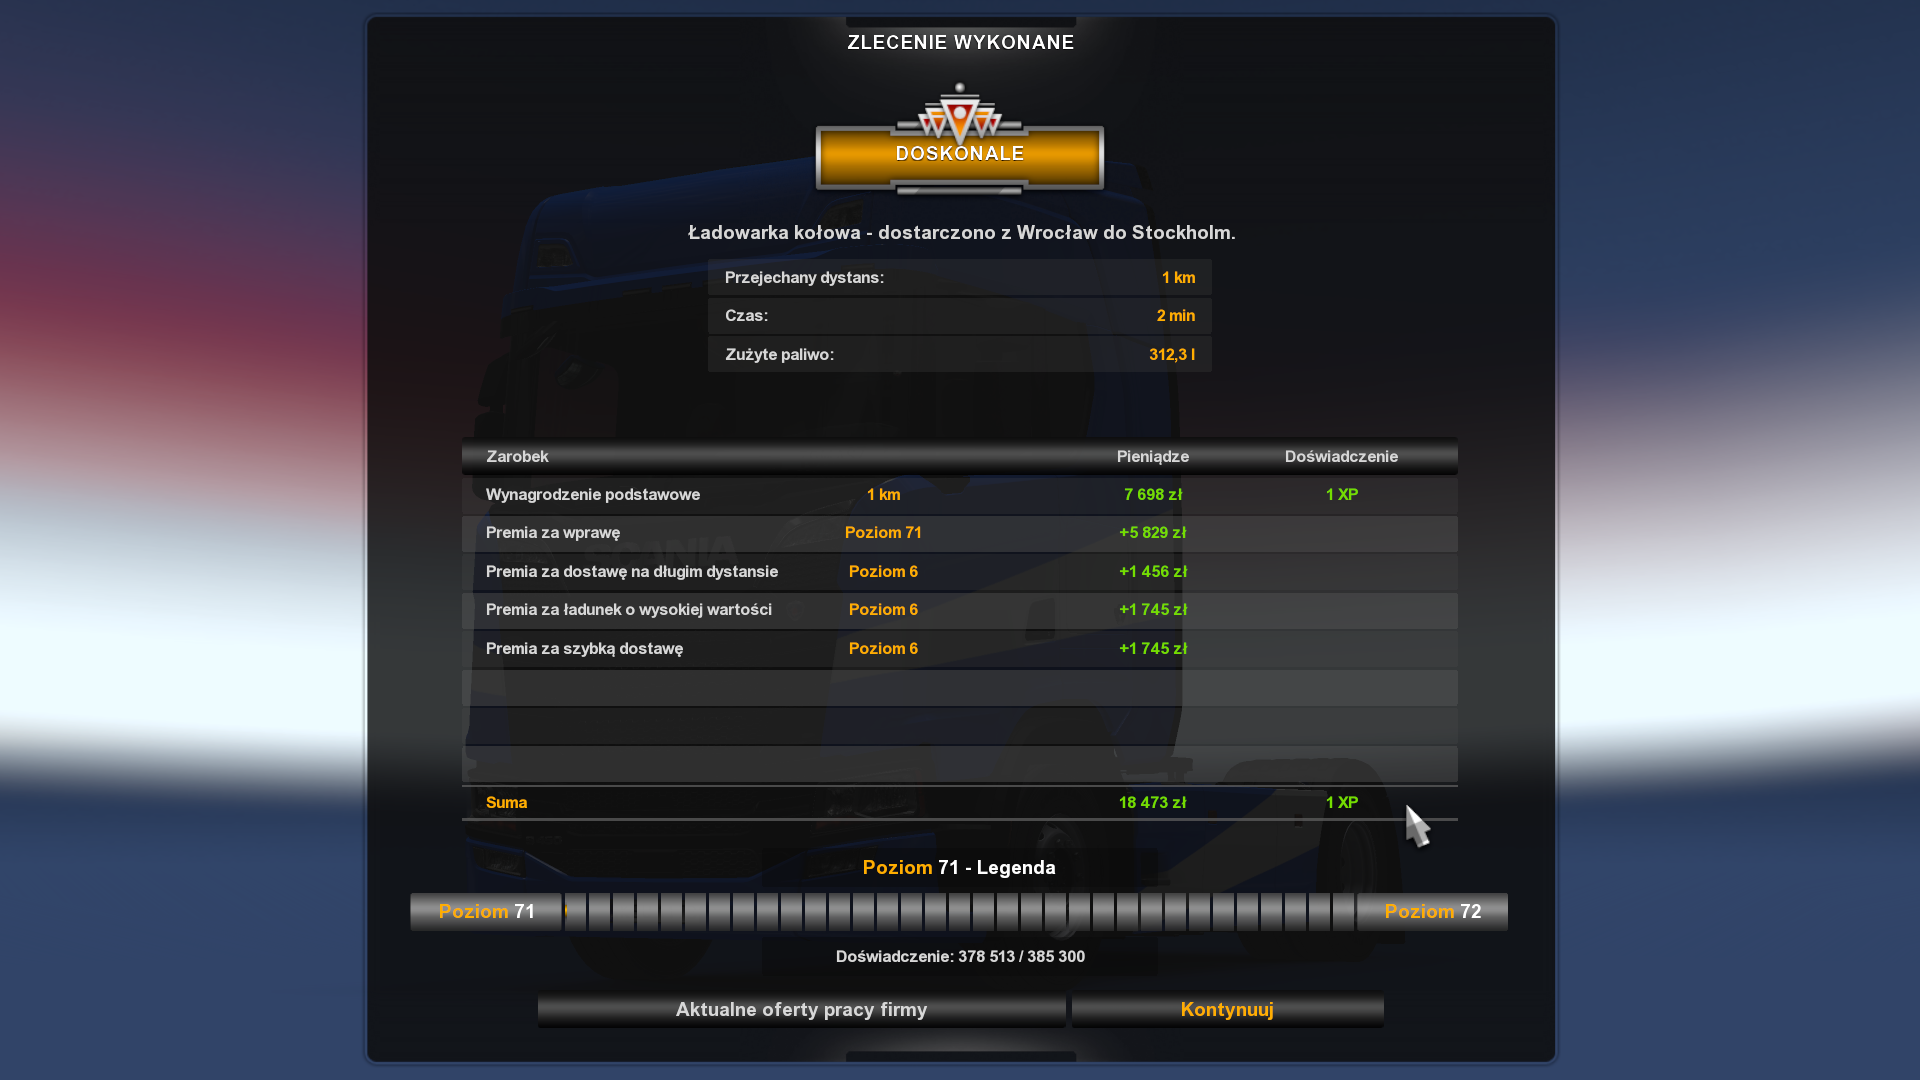 ZLECENIE WYKONANE
DOSKONALE
Ładowarka kołowa - dostarczono z Wrocław do Stockholm.
Przejechany dystans: 1 km
Czas: 2 min
Zużyte paliwo: 312,3 l
Zarobek Pieniądze Doświadczenie
Wynagrodzenie podstawowe 1 km 7 698 zł 1 XP
Premia za wprawę Poziom 71 +5 829 zł
Premia za dostawę na długim dystansie Poziom 6 +1 456 zł
SCANIA
Premia za ładunek o wysokiej wartości Poziom 6 +1 745 zł
Premia za szybką dostawę Poziom 6 +1 745 zł
Suma 18 473 zł 1 XP
Poziom 71 - Legenda
Poziom 71 Poziom 72
Doświadczenie: 378 513 / 385 300
Aktualne oferty pracy firmy Kontynuuj